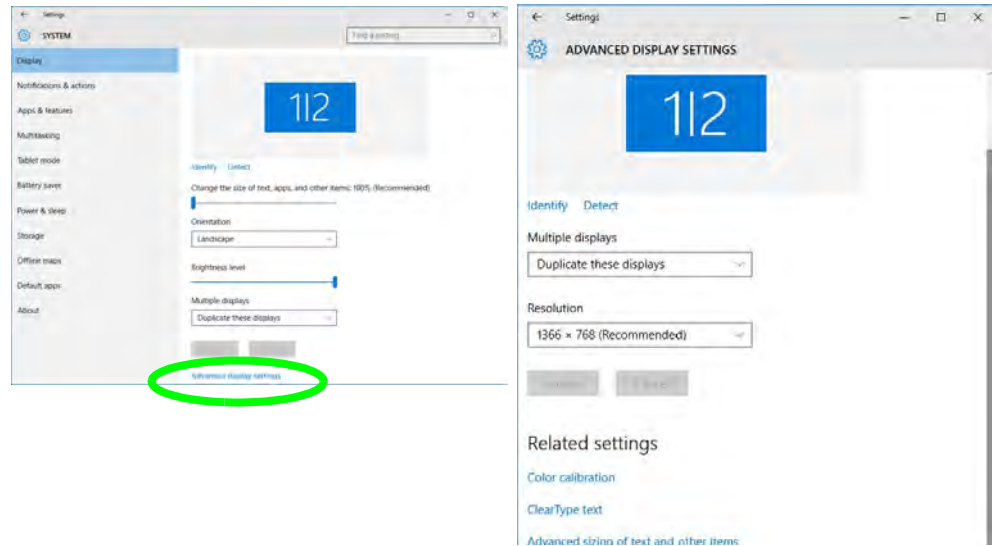 Settings
SYSTEM
Find a setting
Display
Notifications & actions
Apps & features
Multitasking
Tablet mode
Battery saver
Power & sleep
Storage
Offline maps
Default apps
About
1|2
Identify Detect
Change the size of text, apps, and other items: 100% (Recommended)
Orientation
Landscape
Brightness level
Multiple displays
Duplicate these displays
Advanced display settings
Settings
ADVANCED DISPLAY SETTINGS
1|2
Identify Detect
Multiple displays
Duplicate these displays
Resolution
1366 × 768 (Recommended)
Related settings
Color calibration
ClearType text
Advanced sizing of text and other items